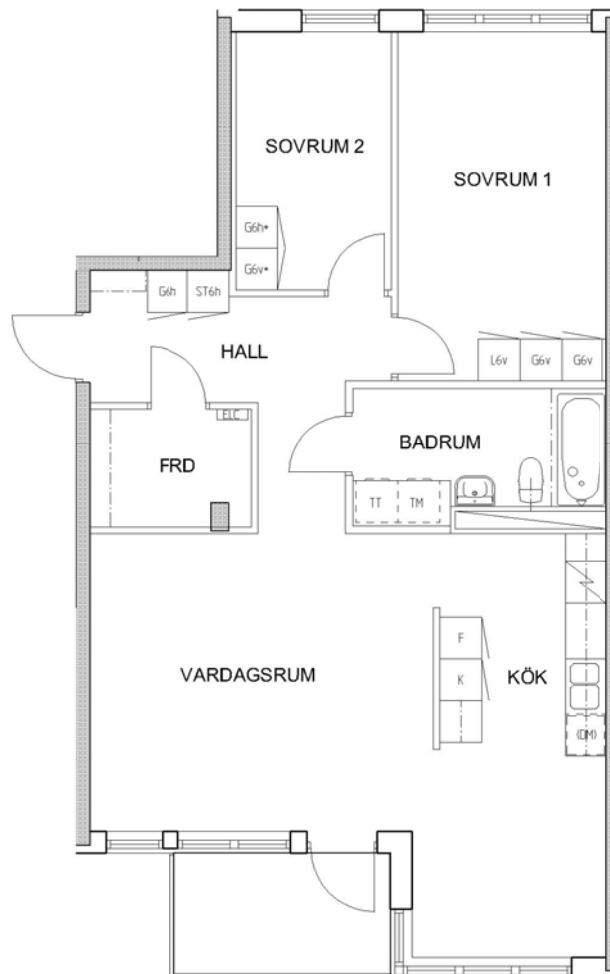 SOVRUM 2
SOVRUM 1
G6h*
G6v*
G6h
ST6h
HALL
L6v
G6v
G6v
ELC
BADRUM
FRD
TT
TM
F
K
VARDAGSRUM
KÖK
(DM)